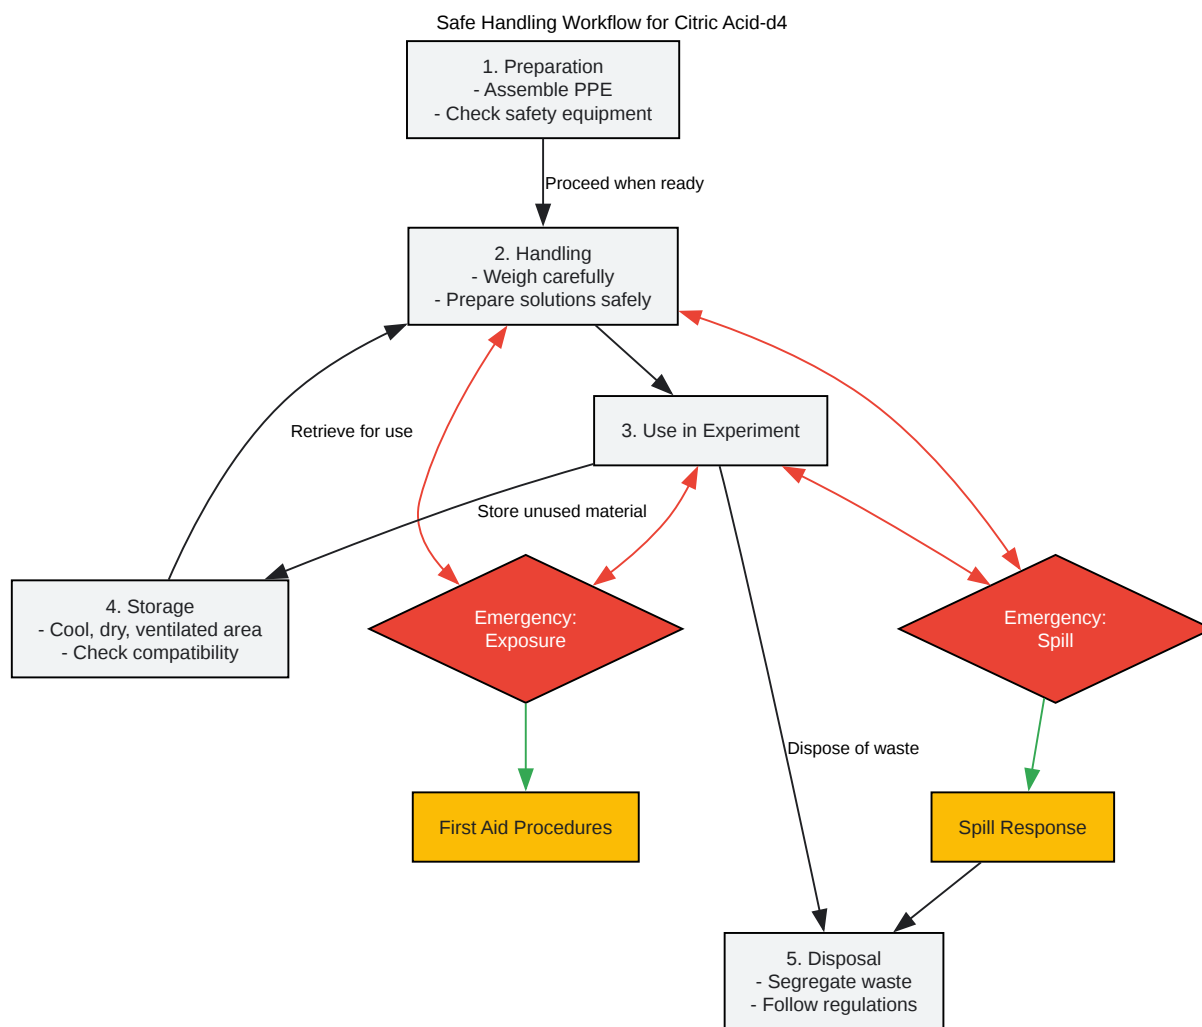 Safe Handling Workflow for Citric Acid-d4
1. Preparation
- Assemble PPE
- Check safety equipment
Proceed when ready
2. Handling
- Weigh carefully
- Prepare solutions safely
3. Use in Experiment
Retrieve for use
Store unused material
4. Storage
- Cool, dry, ventilated area
- Check compatibility
Emergency:
Exposure
Emergency:
Spill
Dispose of waste
First Aid Procedures
Spill Response
5. Disposal
- Segregate waste
- Follow regulations